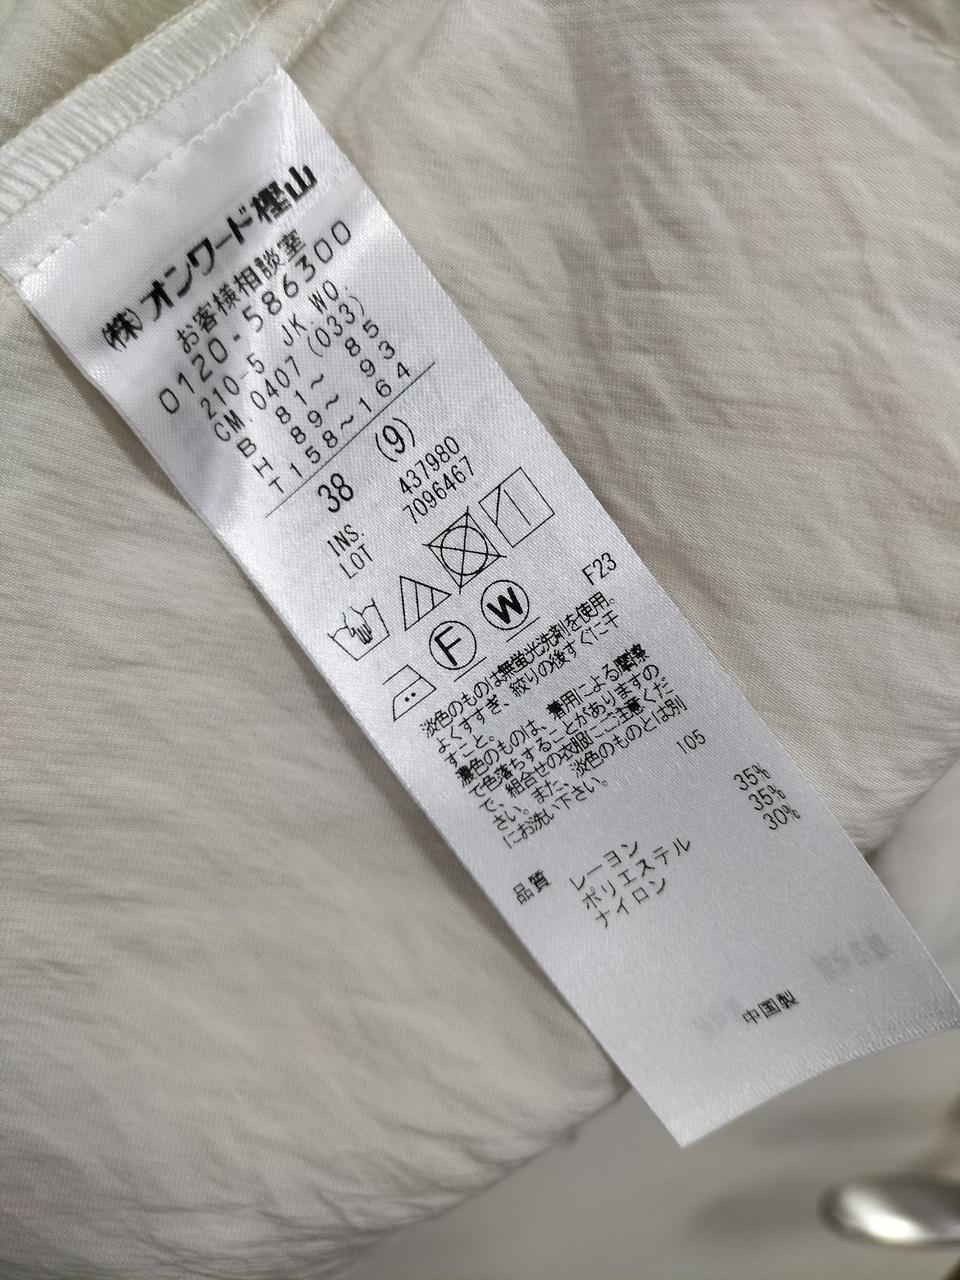 ㈱オンワード樫山
お客様相談室
0120-586300
210-5 JK.WO.
CM 0407 (033)
B 81~ 85
H 89~ 93
T158~164
38 (9)
INS. 437980
LOT 7096467
F W
F23
淡色のものは無蛍光洗剤を使用。
よくすすぎ、絞りの後すぐに干
すこと。
濃色のものは、着用による摩擦
で色落ちすることがありますの
で、組合せの衣服にご注意くだ
さい。また、淡色のものとは別
にお洗い下さい。
105
品質 レーヨン 35%
ポリエステル 35%
ナイロン 30%
中国製